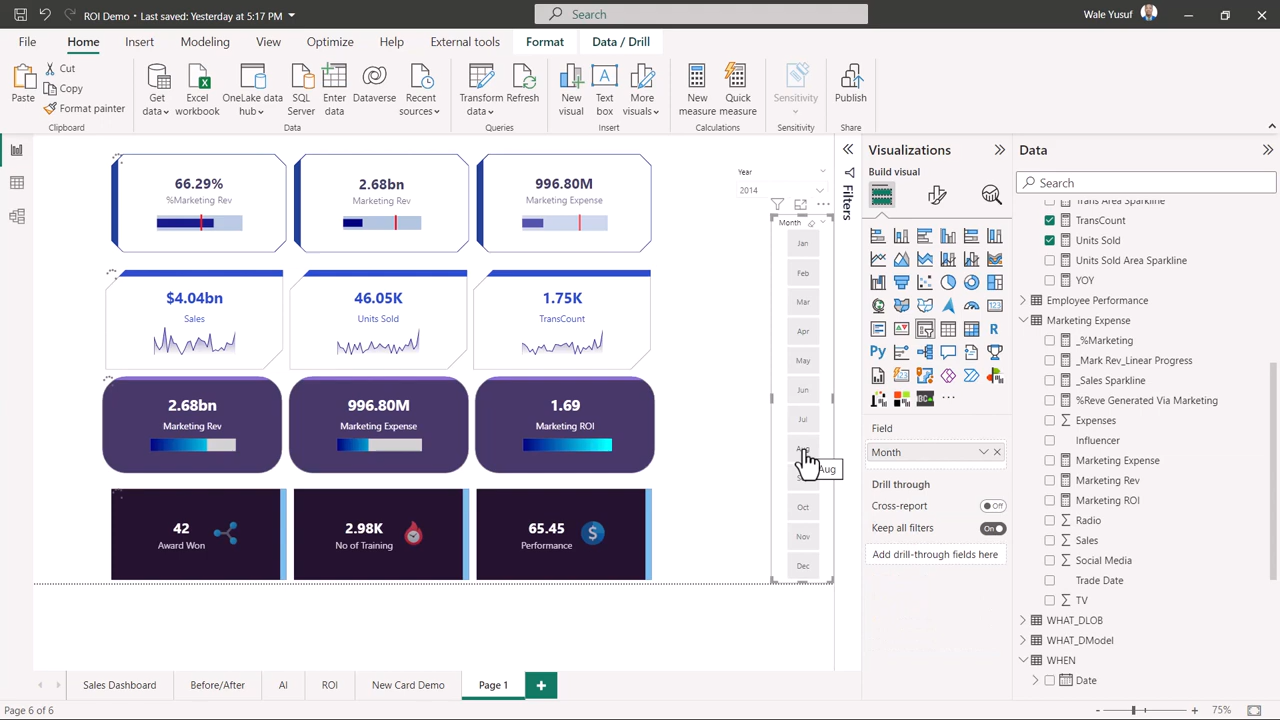 ROI Demo • Last saved: Yesterday at 5:17 PM
Search
Wale Yusuf
File
Home
Insert
Modeling
View
Optimize
Help
External tools
Format
Data / Drill
Paste
Cut
Copy
Format painter
Clipboard
Get data
Excel workbook
OneLake data hub
SQL Server
Enter data
Dataverse
Recent sources
Data
Transform data
Refresh
Queries
New visual
Text box
More visuals
Insert
New measure
Quick measure
Calculations
Sensitivity
Sensitivity
Publish
Share
66.29%
%Marketing Rev
2.68bn
Marketing Rev
996.80M
Marketing Expense
$4.04bn
Sales
46.05K
Units Sold
1.75K
TransCount
2.68bn
Marketing Rev
996.80M
Marketing Expense
1.69
Marketing ROI
42
Award Won
2.98K
No of Training
65.45
Performance
Year
2014
Month
Jan
Feb
Mar
Apr
May
Jun
Jul
Aug
Oct
Nov
Dec
Filters
Visualizations
Build visual
Field
Month
Drill through
Cross-report
Off
Keep all filters
On
Add drill-through fields here
Data
Search
Trans Area Sparkline
TransCount
Units Sold
Units Sold Area Sparkline
YOY
Employee Performance
Marketing Expense
_%Marketing
_Mark Rev_Linear Progress
_Sales Sparkline
%Reve Generated Via Marketing
Expenses
Influencer
Marketing Expense
Marketing Rev
Marketing ROI
Radio
Sales
Social Media
Trade Date
TV
WHAT_DLOB
WHAT_DModel
WHEN
Date
Sales Dashboard
Before/After
AI
ROI
New Card Demo
Page 1
Page 6 of 6
75%